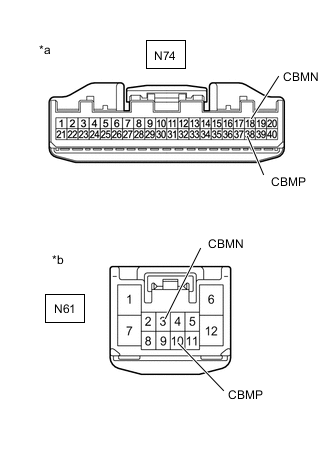 *a
N74
CBMN
1 2 3 4 5 6 7 8 9 10 11 12 13 14 15 16 17 18 19 20
21 22 23 24 25 26 27 28 29 30 31 32 33 34 35 36 37 38 39 40
CBMP
CBMN
*b
N61
1 6
2 3 4 5
7 12
8 9 10 11
CBMP